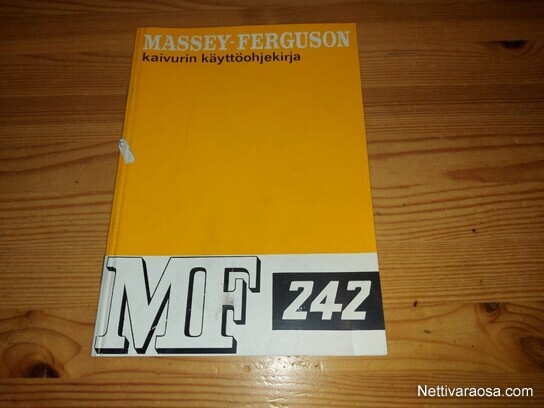 MASSEY-FERGUSON
kaivurin käyttöohjekirja
MF 242
Nettivaraosa.com